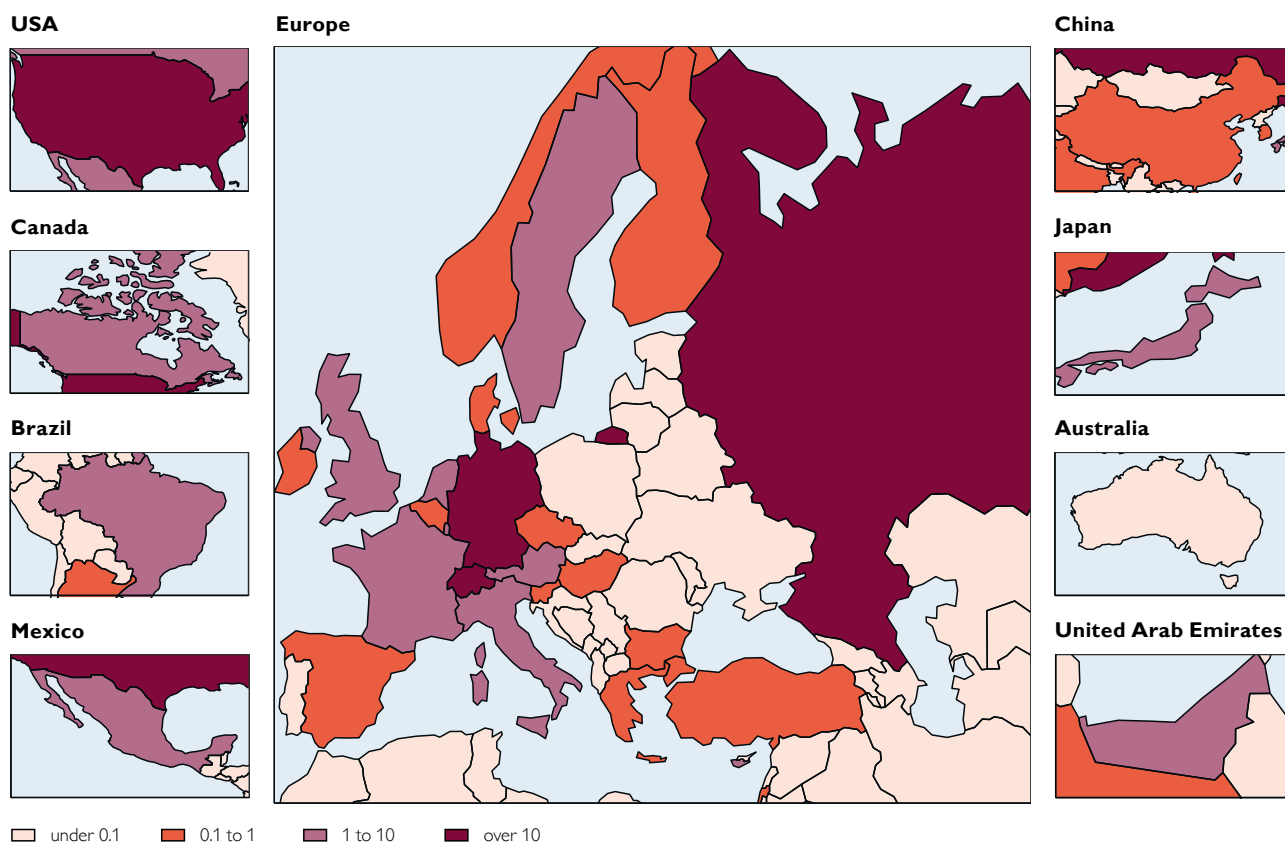 USA
Europe
China
Canada
Japan
Brazil
Australia
Mexico
United Arab Emirates
under 0.1
0.1 to 1
1 to 10
over 10